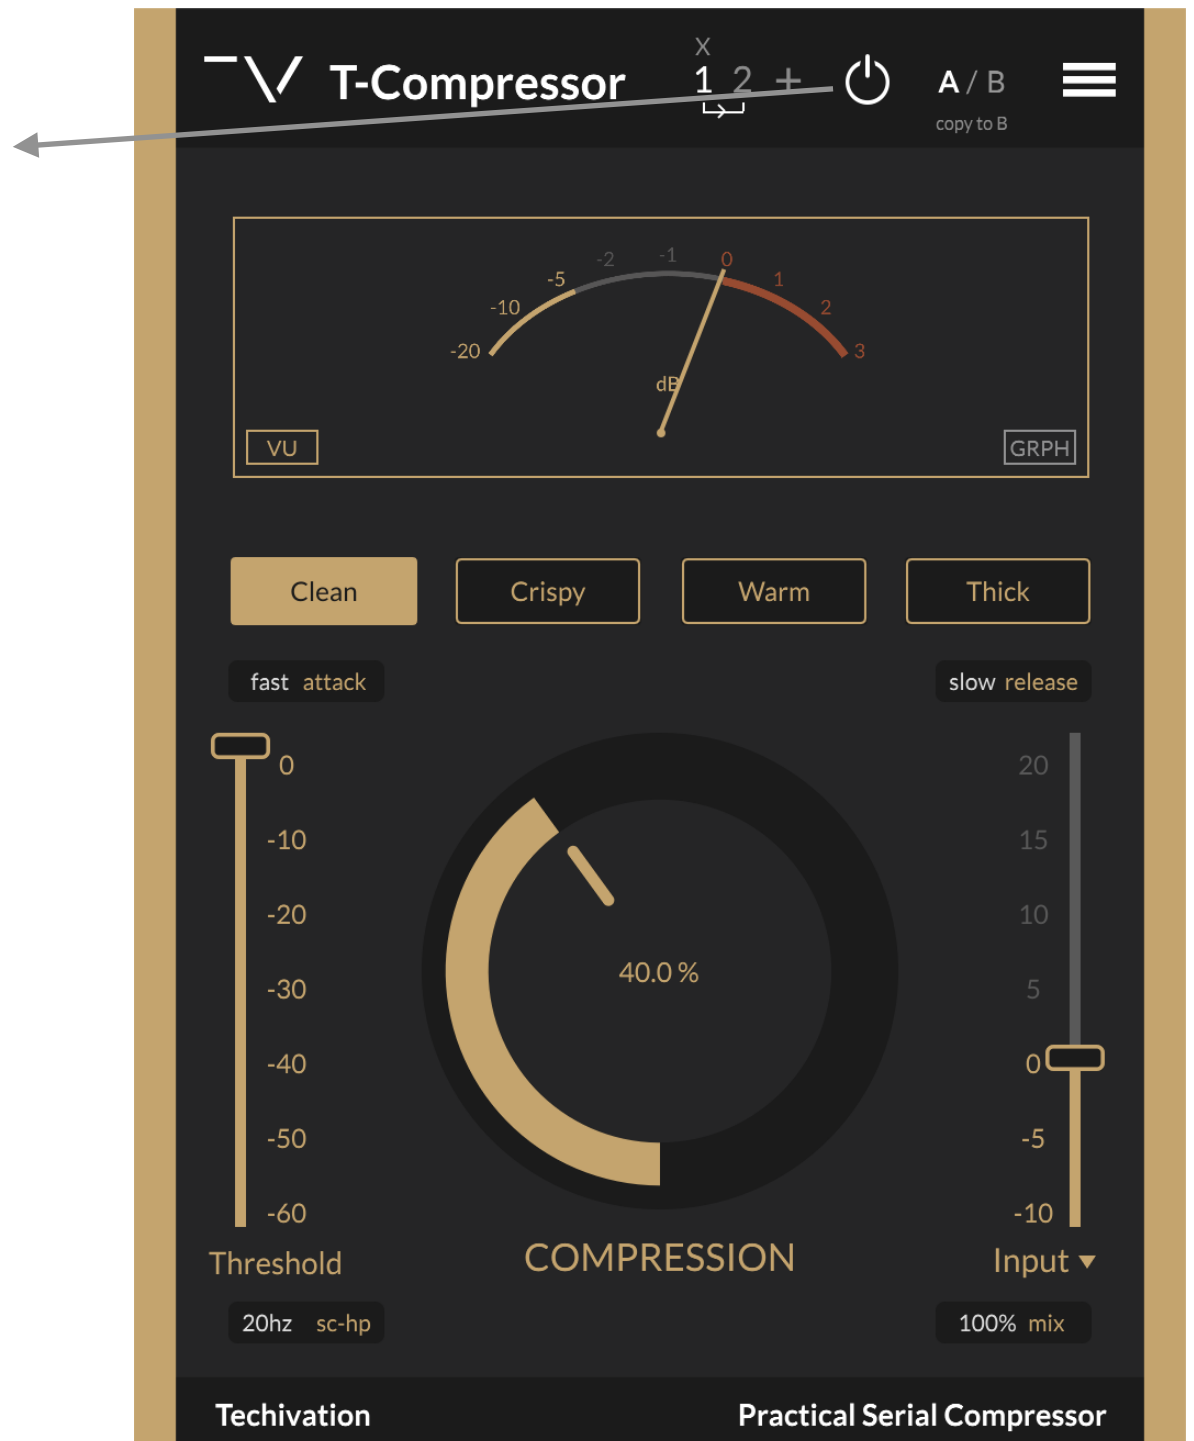 X
T-Compressor 1 2 + A / B
copy to B
-20 -10 -5 -2 -1 0 1 2 3
dB
VU GRPH
Clean Crispy Warm Thick
fast attack slow release
0 20
-10 15
-20 10
-30 5
40.0 %
-40 0
-50 -5
-60 -10
Threshold COMPRESSION Input
20hz sc-hp 100% mix
Techivation Practical Serial Compressor